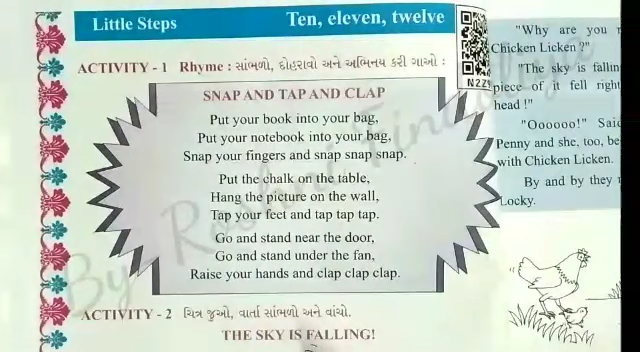 Little Steps
Ten, eleven, twelve
ACTIVITY - 1 Rhyme : સાંભળો, દોહરાવો અને અભિનય કરી ગાઓ :
SNAP AND TAP AND CLAP
Put your book into your bag,
Put your notebook into your bag,
Snap your fingers and snap snap snap.
Put the chalk on the table,
Hang the picture on the wall,
Tap your feet and tap tap tap.
Go and stand near the door,
Go and stand under the fan,
Raise your hands and clap clap clap.
ACTIVITY - 2 ચિત્ર જુઓ, વાર્તા સાંભળો અને વાંચો.
THE SKY IS FALLING!
"Why are you
Chicken Licken ?"
"The sky is
piece of it fell right
head !"
"Oooooo!"
Penny and she, too,
with Chicken Licken.
By and by they
Locky.
By Roshni